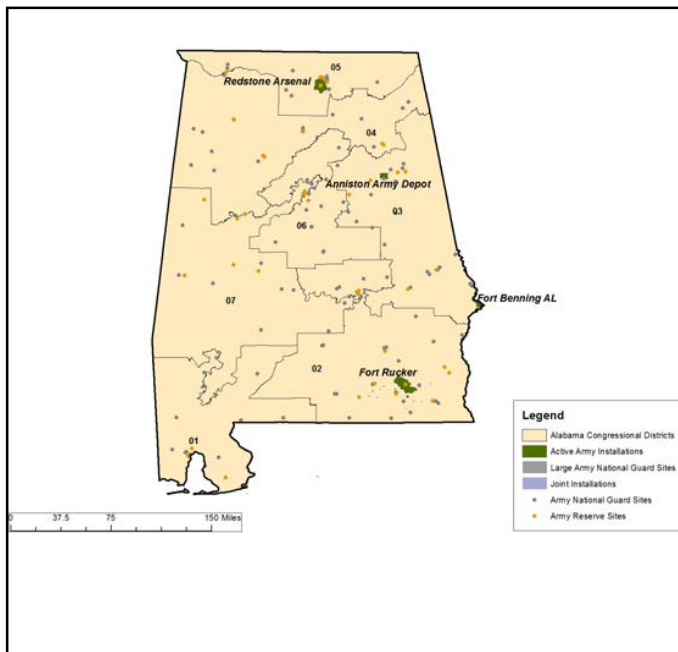 05
Redstone Arsenal
04
Anniston Army Depot
03
06
Fort Benning AL
07
02
Fort Rucker
01
Legend
Alabama Congressional Districts
Active Army Installations
Large Army National Guard Sites
Joint Installations
Army National Guard Sites
Army Reserve Sites
0 37.5 75 150 Miles